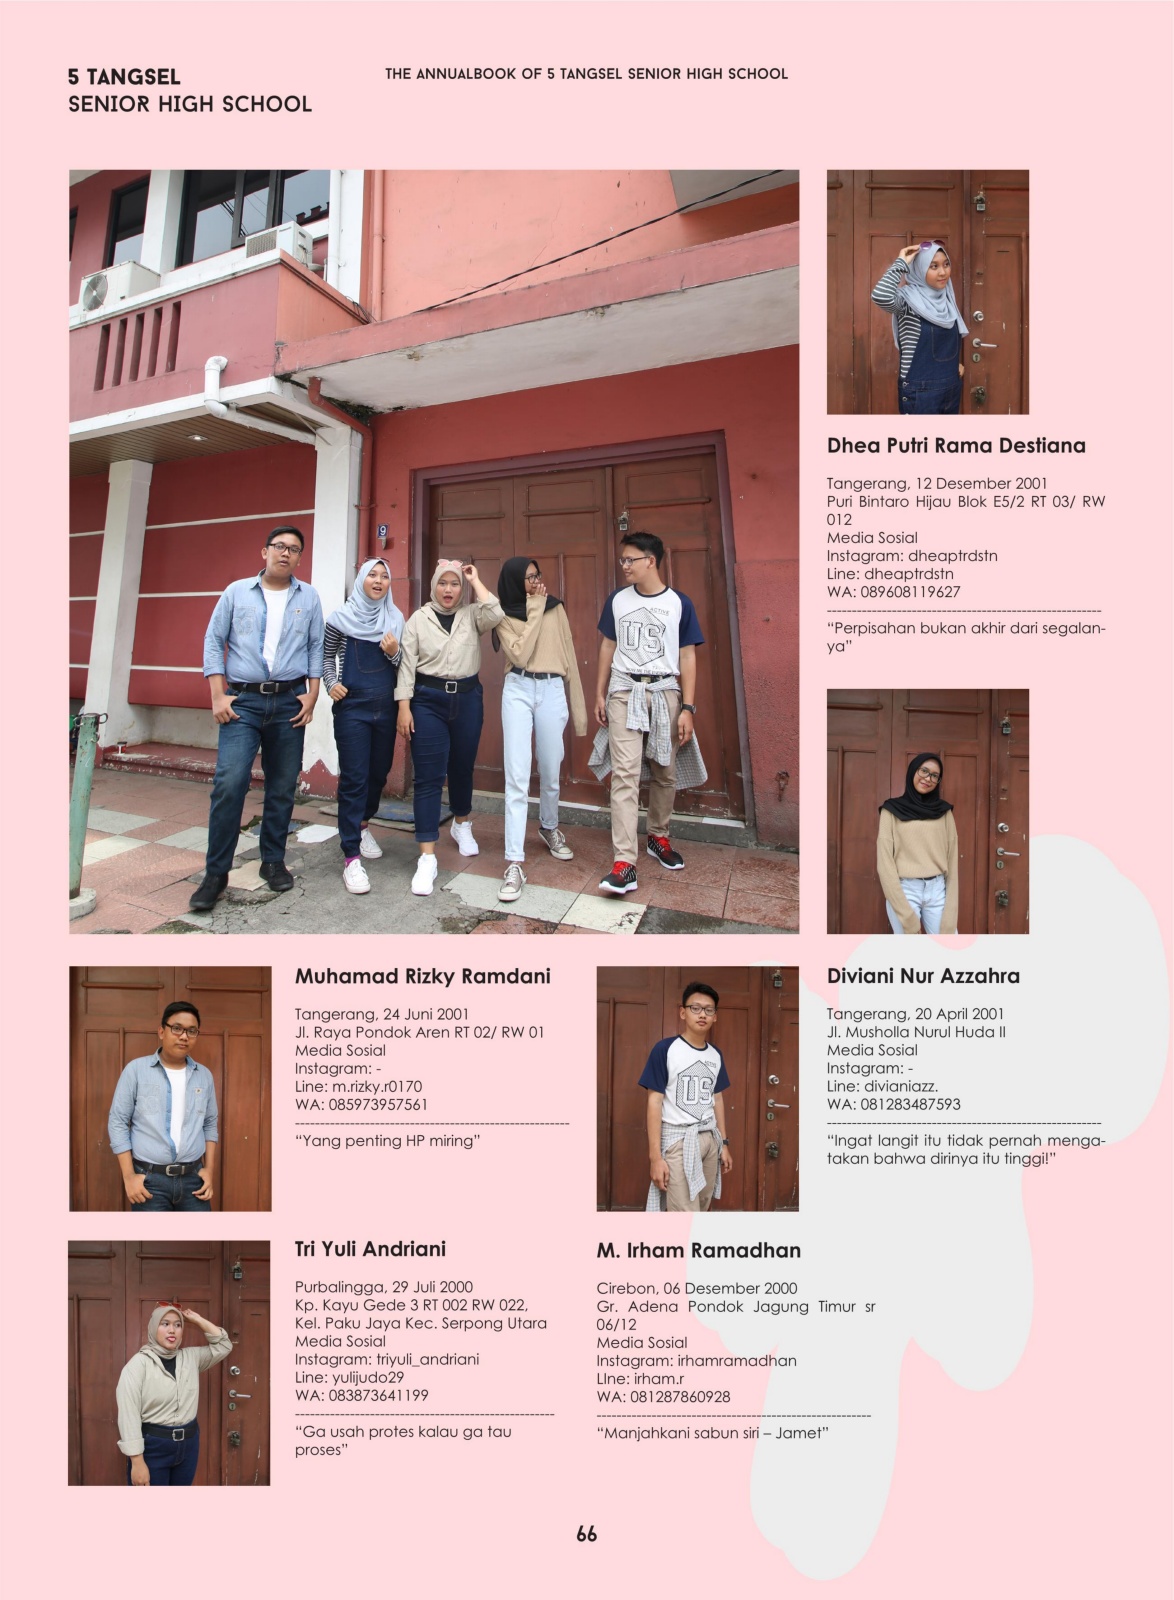 5 TANGSEL
SENIOR HIGH SCHOOL
THE ANNUALBOOK OF 5 TANGSEL SENIOR HIGH SCHOOL
9
ACTIVE
US
Dhea Putri Rama Destiana
Tangerang, 12 Desember 2001
Puri Bintaro Hijau Blok E5/2 RT 03/ RW
012
Media Sosial
Instagram: dheaptrdstn
Line: dheaptrdstn
WA: 089608119627
“Perpisahan bukan akhir dari segalan-
ya”
Muhamad Rizky Ramdani
Tangerang, 24 Juni 2001
Jl. Raya Pondok Aren RT 02/ RW 01
Media Sosial
Instagram: -
Line: m.rizky.r0170
WA: 085973957561
“Yang penting HP miring”
US
Diviani Nur Azzahra
Tangerang, 20 April 2001
Jl. Musholla Nurul Huda II
Media Sosial
Instagram: -
Line: divianiazz.
WA: 081283487593
“Ingat langit itu tidak pernah menga-
takan bahwa dirinya itu tinggi!”
Tri Yuli Andriani
Purbalingga, 29 Juli 2000
Kp. Kayu Gede 3 RT 002 RW 022,
Kel. Paku Jaya Kec. Serpong Utara
Media Sosial
Instagram: triyuli_andriani
Line: yulijudo29
WA: 083873641199
“Ga usah protes kalau ga tau
proses”
M. Irham Ramadhan
Cirebon, 06 Desember 2000
Gr. Adena Pondok Jagung Timur sr
06/12
Media Sosial
Instagram: irhamramadhan
LIne: irham.r
WA: 081287860928
“Manjahkani sabun siri – Jamet”
66